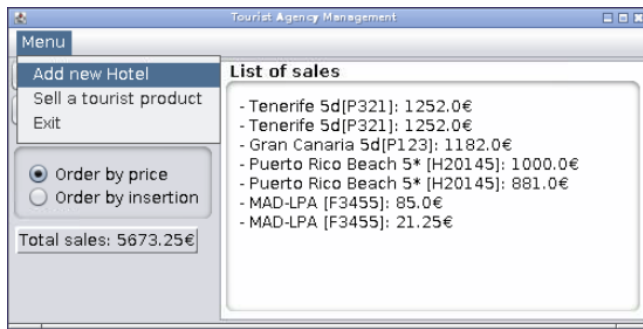 Tourist Agency Management
Menu
Add new Hotel
Sell a tourist product
Exit
Order by price
Order by insertion
Total sales: 5673.25€
List of sales
- Tenerife 5d[P321]: 1252.0€
- Tenerife 5d[P321]: 1252.0€
- Gran Canaria 5d[P123]: 1182.0€
- Puerto Rico Beach 5* [H20145]: 1000.0€
- Puerto Rico Beach 5* [H20145]: 881.0€
- MAD-LPA [F3455]: 85.0€
- MAD-LPA [F3455]: 21.25€